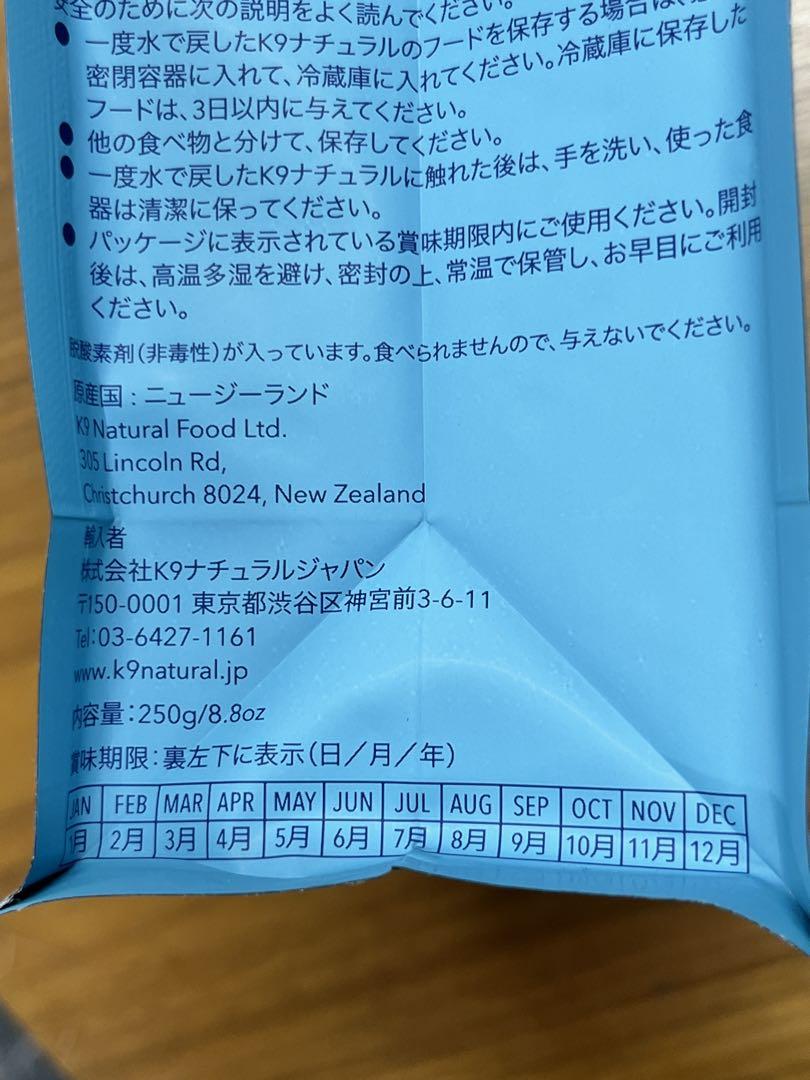 安全のために次の説明をよく読んでください。
● 一度水で戻したK9ナチュラルのフードを保存する場合は、
密閉容器に入れて、冷蔵庫に入れてください。冷蔵庫に保存した
フードは、3日以内に与えてください。
● 他の食べ物と分けて、保存してください。
● 一度水で戻したK9ナチュラルに触れた後は、手を洗い、使った食
器は清潔に保ってください。
● パッケージに表示されている賞味期限内にご使用ください。開封
後は、高温多湿を避け、密封の上、常温で保管し、お早目にご利用
ください。
脱酸素剤(非毒性)が入っています。食べられませんので、与えないでください。
原産国:ニュージーランド
K9 Natural Food Ltd.
305 Lincoln Rd,
Christchurch 8024, New Zealand
輸入者
株式会社K9ナチュラルジャパン
〒150-0001 東京都渋谷区神宮前3-6-11
Tel:03-6427-1161
www.k9natural.jp
内容量:250g/8.8oz
賞味期限:裏左下に表示(日/月/年)
JAN FEB MAR APR MAY JUN JUL AUG SEP OCT NOV DEC
1月 2月 3月 4月 5月 6月 7月 8月 9月 10月 11月 12月